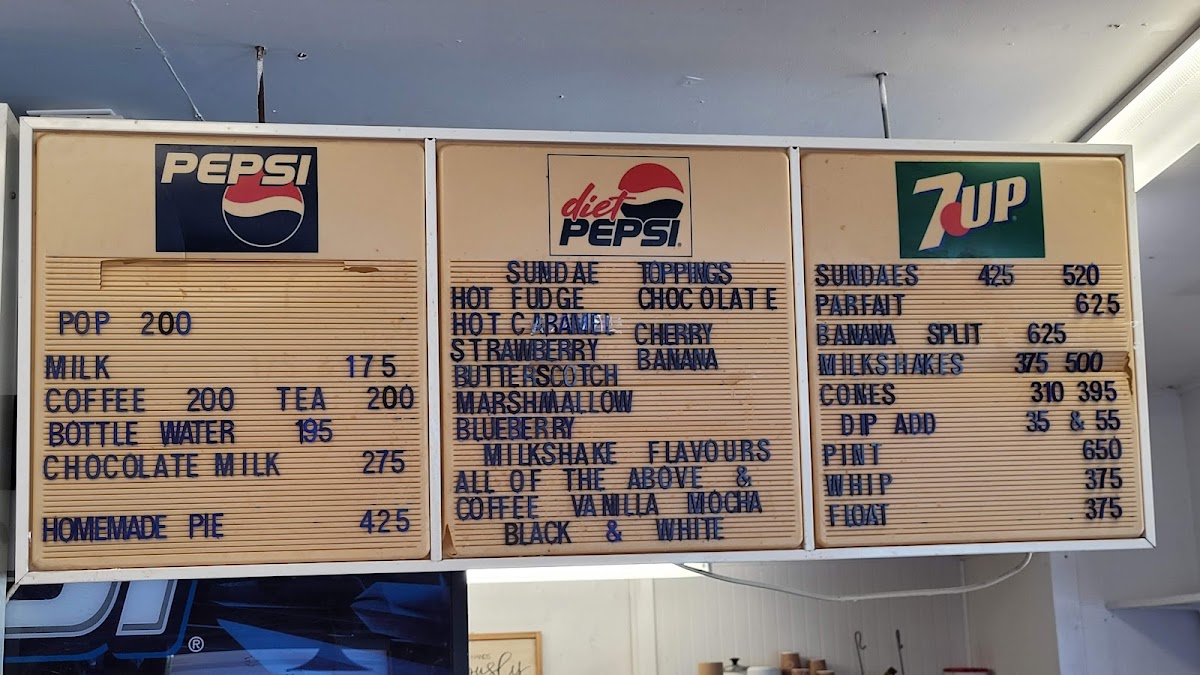 PEPSI
POP 200
MILK 175
COFFEE 200 TEA 200
BOTTLE WATER 195
CHOCOLATE MILK 275
HOMEMADE PIE 425
diet
PEPSI
SUNDAE TOPPINGS
HOT FUDGE CHOCOLATE
HOT CARAMEL CHERRY
STRAWBERRY BANANA
BUTTERSCOTCH
MARSHMALLOW
BLUEBERRY
MILKSHAKE FLAVOURS
ALL OF THE ABOVE &
COFFEE VANILLA MOCHA
BLACK & WHITE
7UP
SUNDAES 425 520
PARFAIT 625
BANANA SPLIT 625
MILKSHAKES 375 500
CONES 310 395
DIP ADD 35 & 55
PINT 650
WHIP 375
FLOAT 375
®